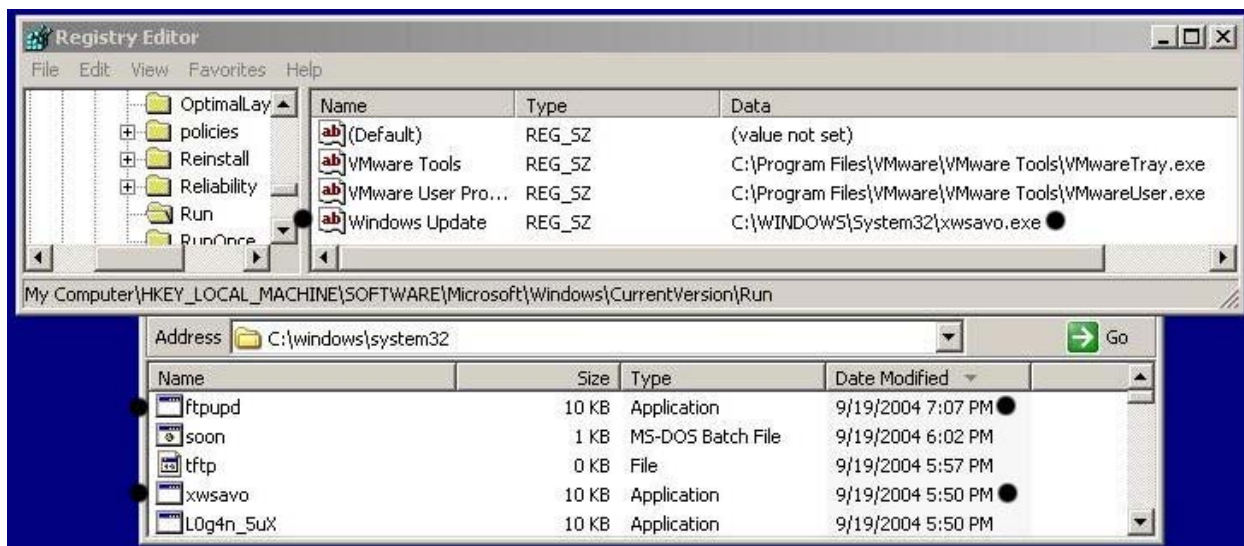 Registry Editor
File Edit View Favorites Help
OptimalLay
policies
Reinstall
Reliability
Run
RunOnce
Name Type Data
ab (Default) REG_SZ (value not set)
ab VMware Tools REG_SZ C:\Program Files\VMware\VMware Tools\VMwareTray.exe
ab VMware User Pro... REG_SZ C:\Program Files\VMware\VMware Tools\VMwareUser.exe
ab Windows Update REG_SZ C:\WINDOWS\System32\xwsavo.exe
My Computer\HKEY_LOCAL_MACHINE\SOFTWARE\Microsoft\Windows\CurrentVersion\Run
Address C:\windows\system32 Go
Name Size Type Date Modified
ftpupd 10 KB Application 9/19/2004 7:07 PM
soon 1 KB MS-DOS Batch File 9/19/2004 6:02 PM
tftp 0 KB File 9/19/2004 5:57 PM
xwsavo 10 KB Application 9/19/2004 5:50 PM
L0g4n_5uX 10 KB Application 9/19/2004 5:50 PM